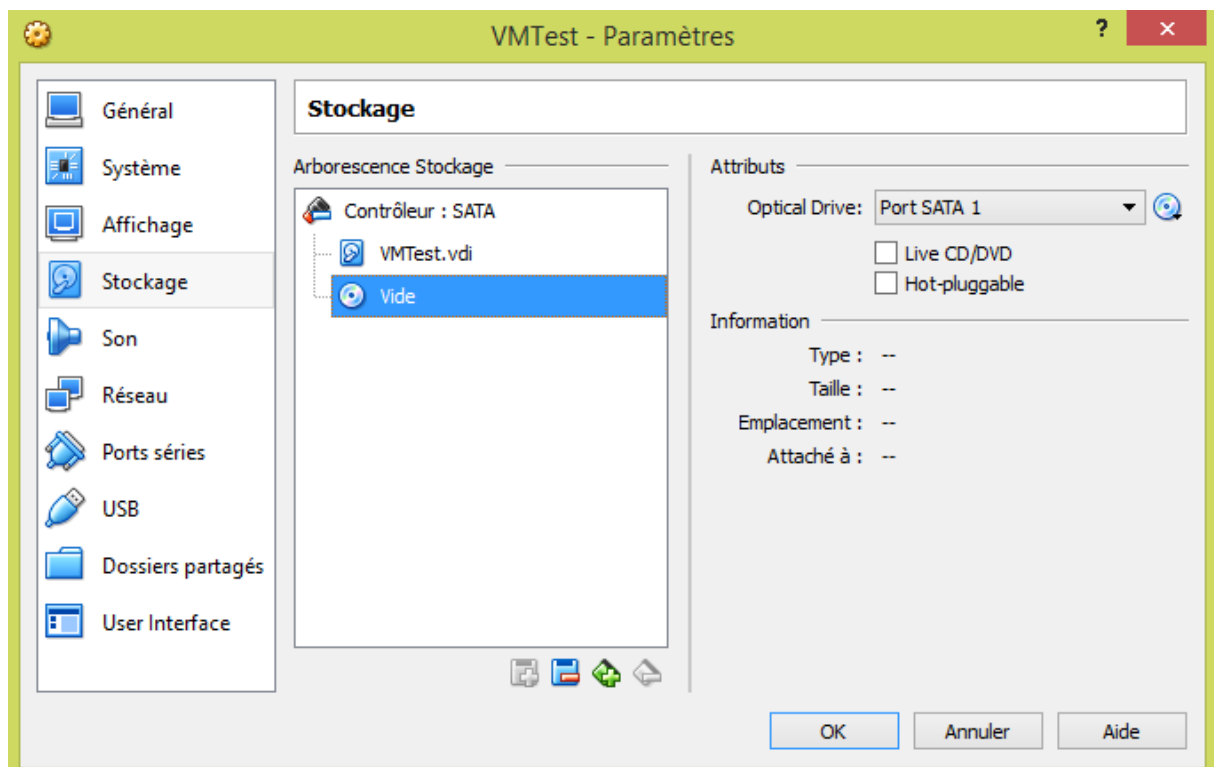 VMTest - Paramètres
?
Général
Système
Affichage
Stockage
Son
Réseau
Ports séries
USB
Dossiers partagés
User Interface
Stockage
Arborescence Stockage
Contrôleur : SATA
VMTest.vdi
Vide
Attributs
Optical Drive: Port SATA 1
Live CD/DVD
Hot-pluggable
Information
Type : --
Taille : --
Emplacement : --
Attaché à : --
OK Annuler Aide